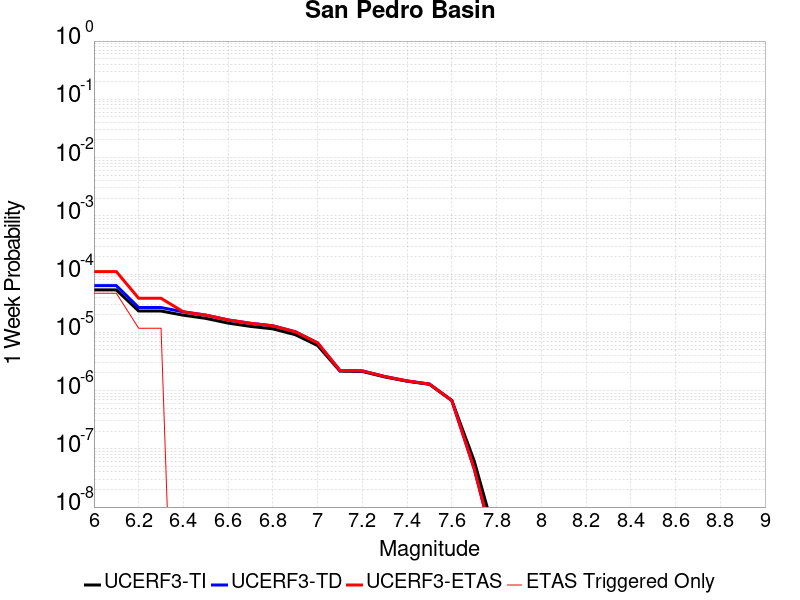 San Pedro Basin
10 0
10 -1
10 -2
10 -3
10 -4
10 -5
10 -6
10 -7
10 -8
1 Week Probability
6 6.2 6.4 6.6 6.8 7 7.2 7.4 7.6 7.8 8 8.2 8.4 8.6 8.8 9
Magnitude
UCERF3-TI UCERF3-TD UCERF3-ETAS ETAS Triggered Only